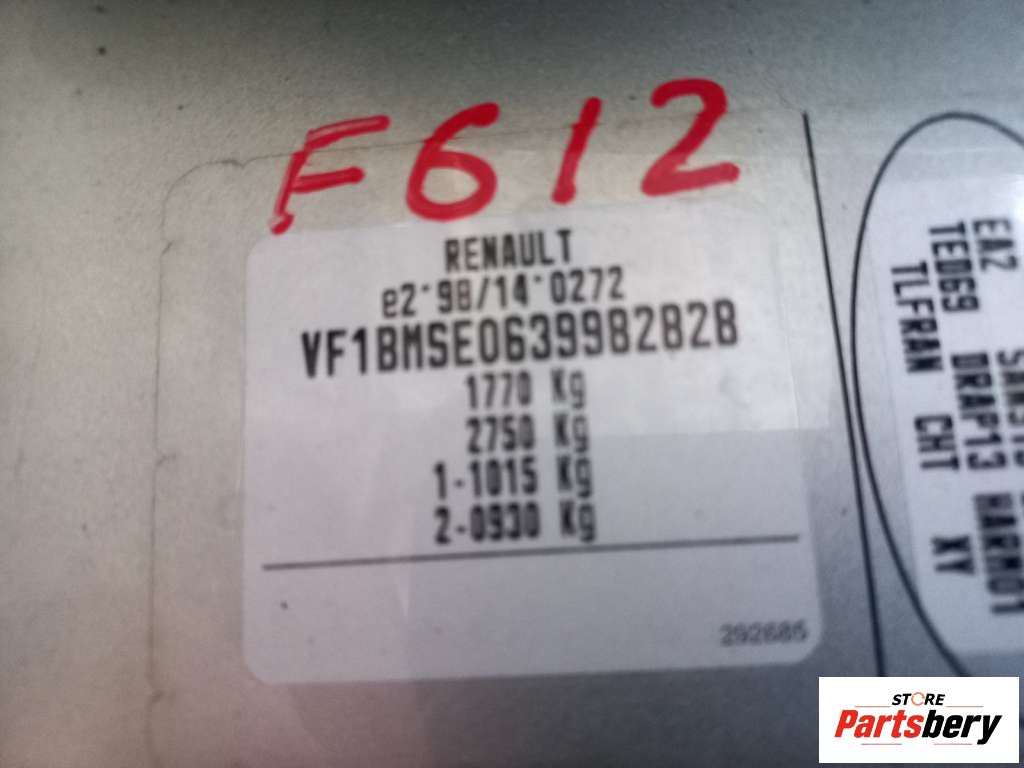 F612
RENAULT
e2*98/14*0272
VF1BMSE0639982828
1770 Kg
2750 Kg
1-1015 Kg
2-0930 Kg
292685
EA2
TED69 DRAP13 HARM01
TLFRAN CHT XY
STORE
Partsbery